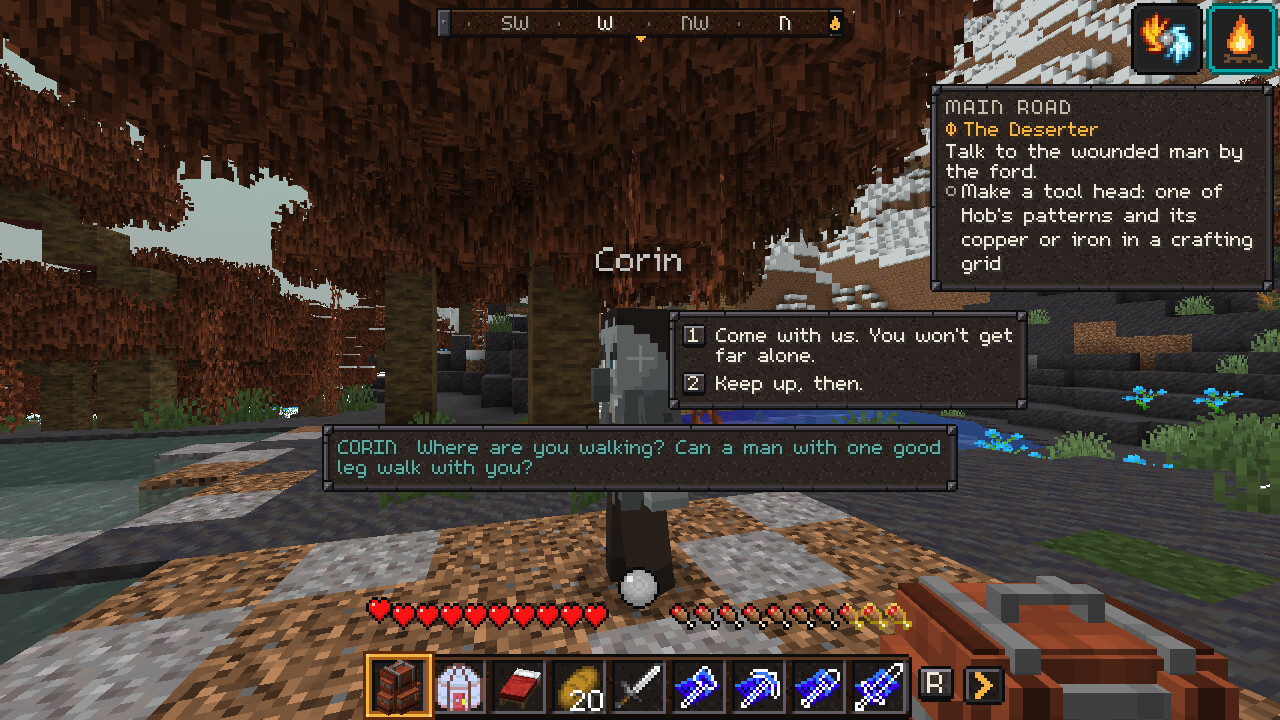 SW W NW N
MAIN ROAD
The Deserter
Talk to the wounded man by
the ford.
Make a tool head: one of
Hob's patterns and its
copper or iron in a crafting
grid
Corin
1 Come with us. You won't get
far alone.
2 Keep up, then.
CORIN Where are you walking? Can a man with one good
leg walk with you?
20
R